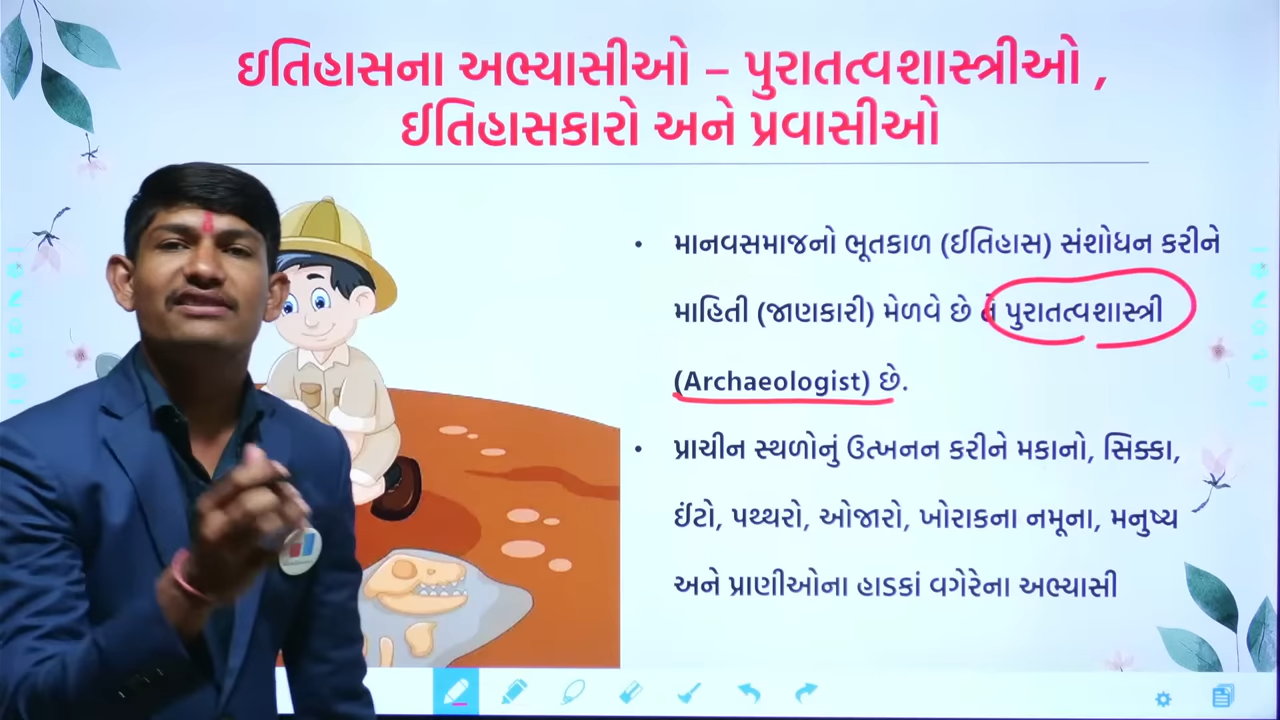 ઇતિહાસના અભ્યાસીઓ – પુરાતત્વશાસ્ત્રીઓ ,
ઈતિહાસકારો અને પ્રવાસીઓ
• માનવસમાજનો ભૂતકાળ (ઈતિહાસ) સંશોધન કરીને
માહિતી (જાણકારી) મેળવે છે તે પુરાતત્વશાસ્ત્રી
(Archaeologist) છે.
• પ્રાચીન સ્થળોનું ઉત્ખનન કરીને મકાનો, સિક્કા,
ઈંટો, પથ્થરો, ઓજારો, ખોરાકના નમૂના, મનુષ્ય
અને પ્રાણીઓના હાડકાં વગેરેના અભ્યાસી